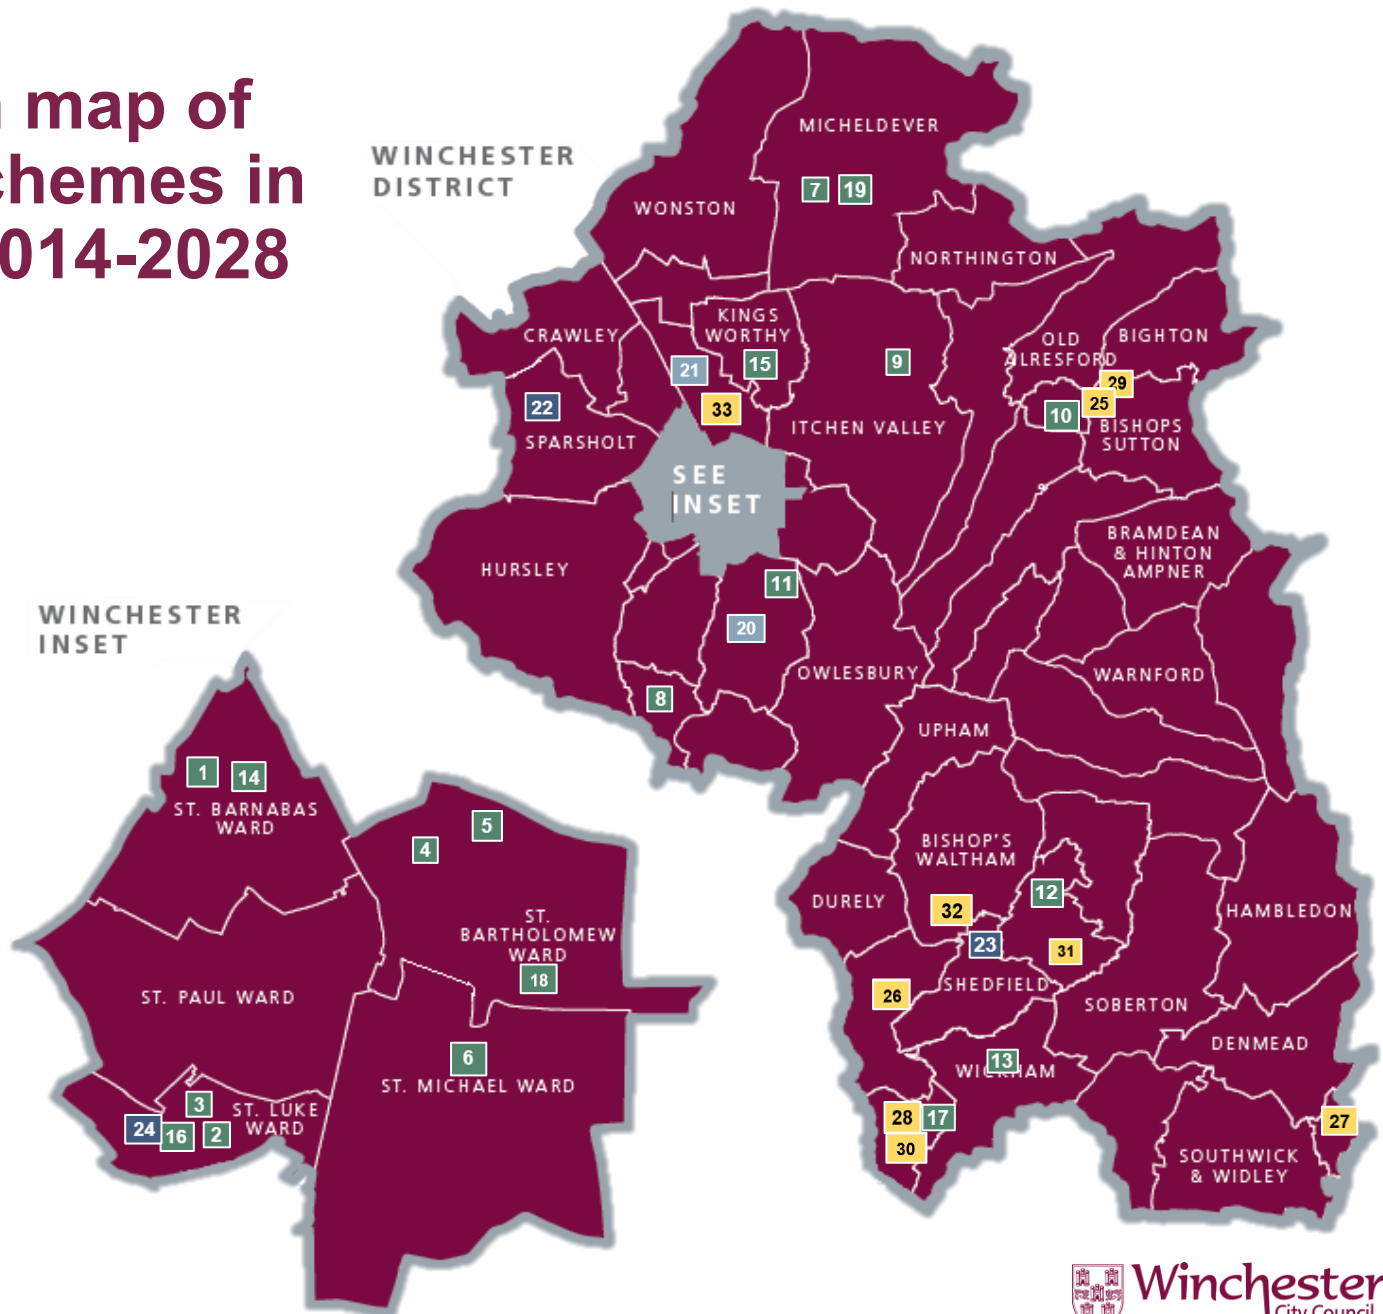 map of
chemes in
014-2028
WINCHESTER
DISTRICT
MICHELDEVER
7 19
WONSTON
NORTHINGTON
CRAWLEY
KINGS
WORTHY
OLD
ALRESFORD
BIGHTON
21
15
9
29
22
33
10
25
SPARSHOLT
ITCHEN VALLEY
BISHOPS
SUTTON
SEE
INSET
HURSLEY
BRAMDEAN
& HINTON
AMPNER
11
20
OWLESBURY
WARNFORD
8
UPHAM
BISHOP'S
WALTHAM
DURELY
12
32
HAMBLEDON
23
31
26
SHEDFIELD
SOBERTON
13
WICKHAM
DENMEAD
28 17
27
30
SOUTHWICK
& WIDLEY
WINCHESTER
INSET
1 14
ST. BARNABAS
WARD
5
4
ST.
BARTHOLOMEW
WARD
18
ST. PAUL WARD
6
ST. MICHAEL WARD
3
ST. LUKE
WARD
24 16 2
Winchester
City Council